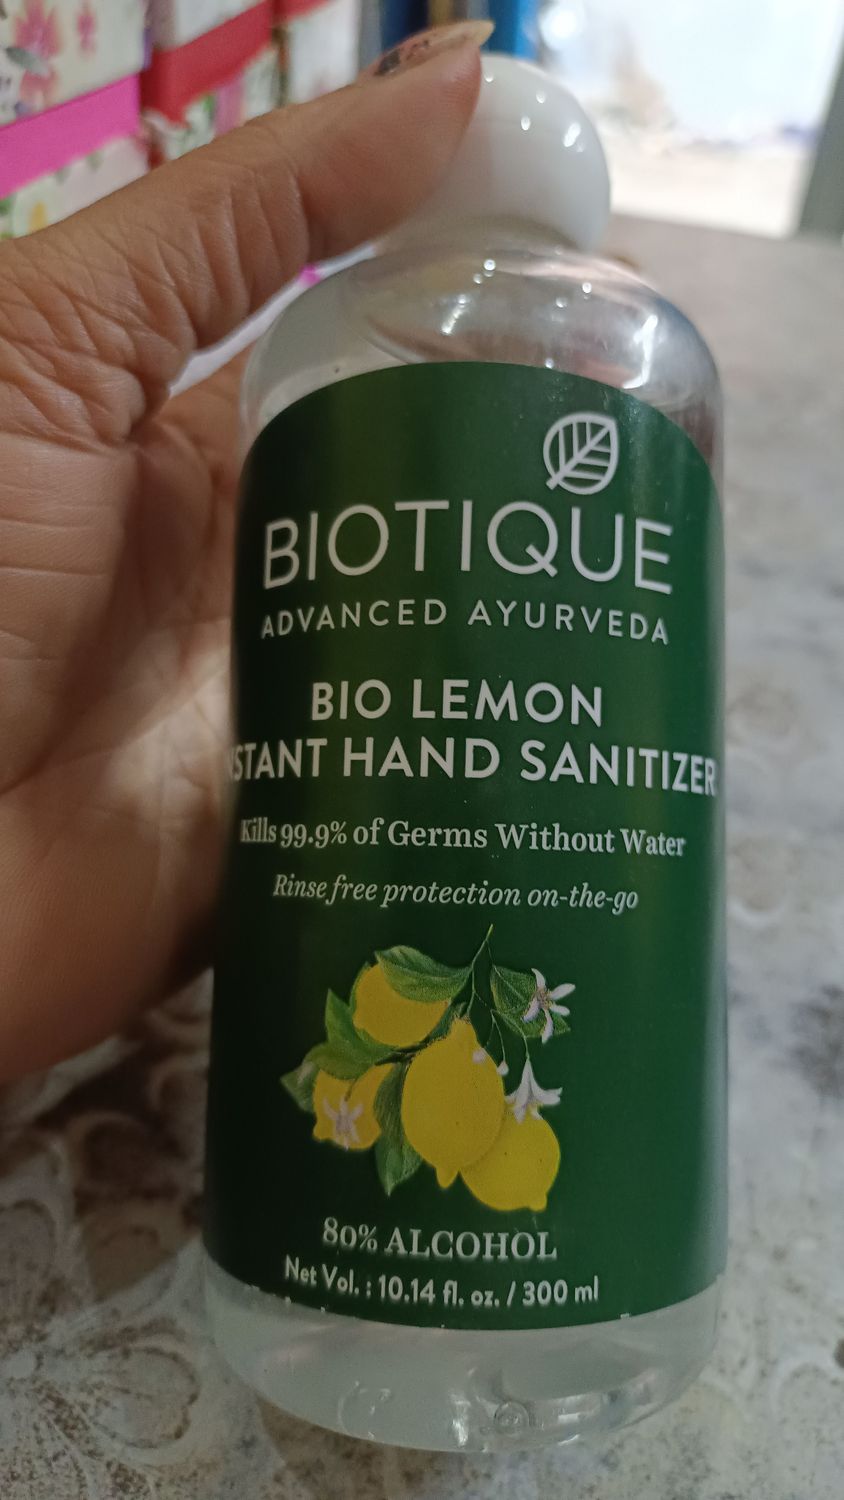 BIOTIQUE
ADVANCED AYURVEDA
BIO LEMON
INSTANT HAND SANITIZER
Kills 99.9% of Germs Without Water
Rinse free protection on-the-go
80% ALCOHOL
Net Vol. : 10.14 fl. oz. / 300 ml